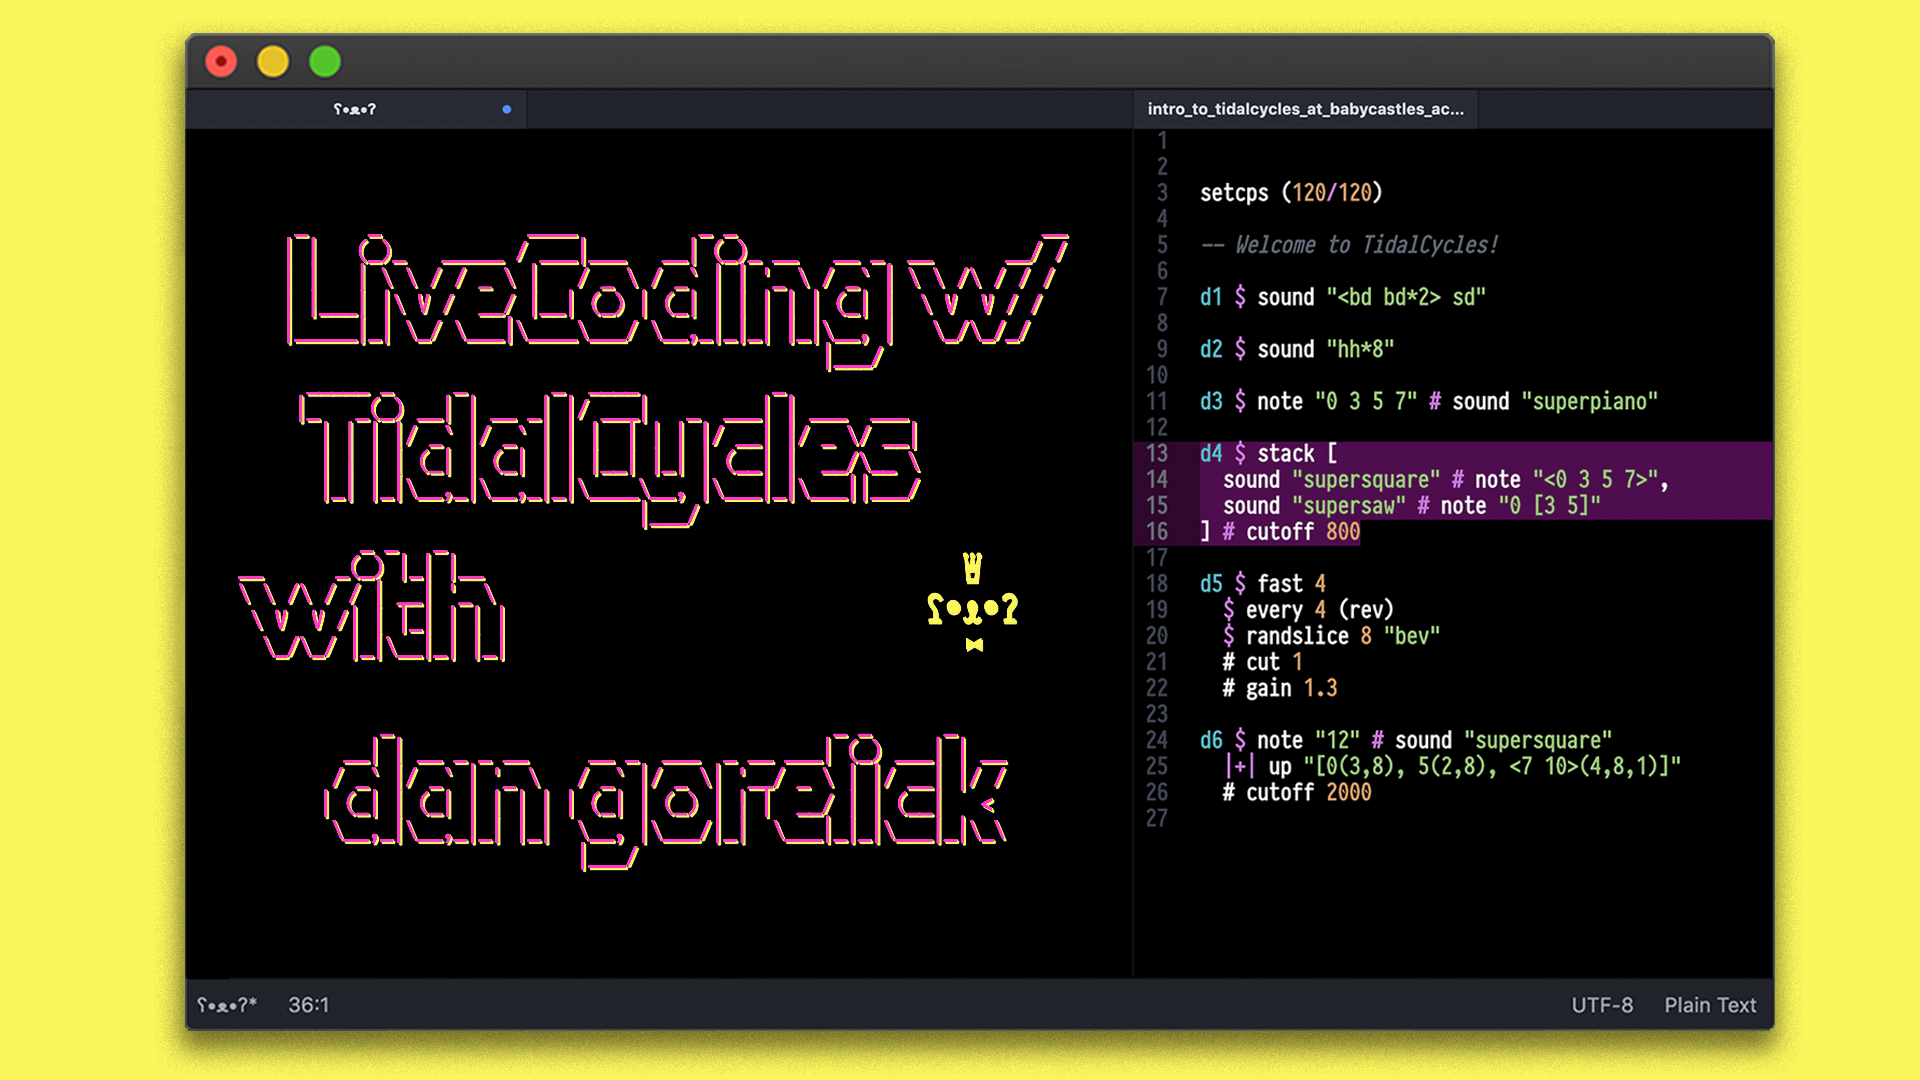 ʕ•ᴥ•?
intro_to_tidalcycles_at_babycastles_ac...
LiveCoding w/
TidalCycles
with
ʕ•ᴥ•?
dan gorelick
1
2
3 setcps (120/120)
4
5 -- Welcome to TidalCycles!
6
7 d1 $ sound "<bd bd*2> sd"
8
9 d2 $ sound "hh*8"
10
11 d3 $ note "0 3 5 7" # sound "superpiano"
12
13 d4 $ stack [
14 sound "supersquare" # note "<0 3 5 7>",
15 sound "supersaw" # note "0 [3 5]"
16 ] # cutoff 800
17
18 d5 $ fast 4
19 $ every 4 (rev)
20 $ randslice 8 "bev"
21 # cut 1
22 # gain 1.3
23
24 d6 $ note "12" # sound "supersquare"
25 |+| up "[0(3,8), 5(2,8), <7 10>(4,8,1)]"
26 # cutoff 2000
27
ʕ•ᴥ•?* 36:1
UTF-8 Plain Text